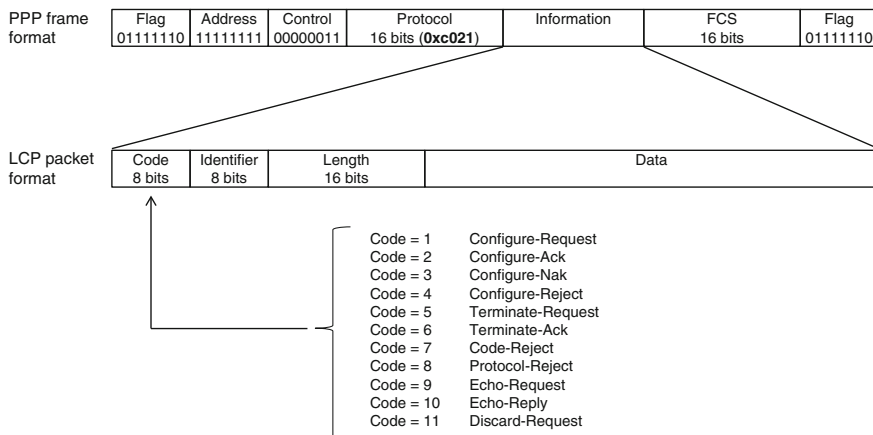 PPP frame format
Flag 01111110
Address 11111111
Control 00000011
Protocol 16 bits (0xc021)
Information
FCS 16 bits
Flag 01111110
LCP packet format
Code 8 bits
Identifier 8 bits
Length 16 bits
Data
Code = 1 Configure-Request
Code = 2 Configure-Ack
Code = 3 Configure-Nak
Code = 4 Configure-Reject
Code = 5 Terminate-Request
Code = 6 Terminate-Ack
Code = 7 Code-Reject
Code = 8 Protocol-Reject
Code = 9 Echo-Request
Code = 10 Echo-Reply
Code = 11 Discard-Request